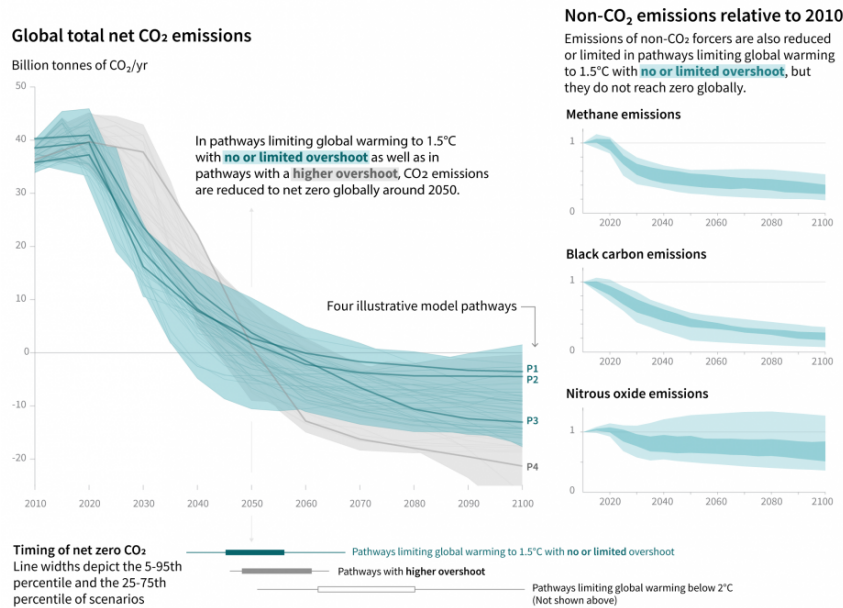 Global total net CO₂ emissions
Billion tonnes of CO₂/yr
50
40
30
20
10
0
-10
-20
2010
2020
2030
2040
2050
2060
2070
2080
2090
2100
In pathways limiting global warming to 1.5°C
with no or limited overshoot as well as in
pathways with a higher overshoot, CO2 emissions
are reduced to net zero globally around 2050.
Four illustrative model pathways
P1
P2
P3
P4
Non-CO₂ emissions relative to 2010
Emissions of non-CO₂ forcers are also reduced
or limited in pathways limiting global warming
to 1.5°C with no or limited overshoot, but
they do not reach zero globally.
Methane emissions
1
0
2020
2040
2060
2080
2100
Black carbon emissions
1
0
2020
2040
2060
2080
2100
Nitrous oxide emissions
1
0
2020
2040
2060
2080
2100
Timing of net zero CO₂
Line widths depict the 5-95th
percentile and the 25-75th
percentile of scenarios
Pathways limiting global warming to 1.5°C with no or limited overshoot
Pathways with higher overshoot
Pathways limiting global warming below 2°C
(Not shown above)